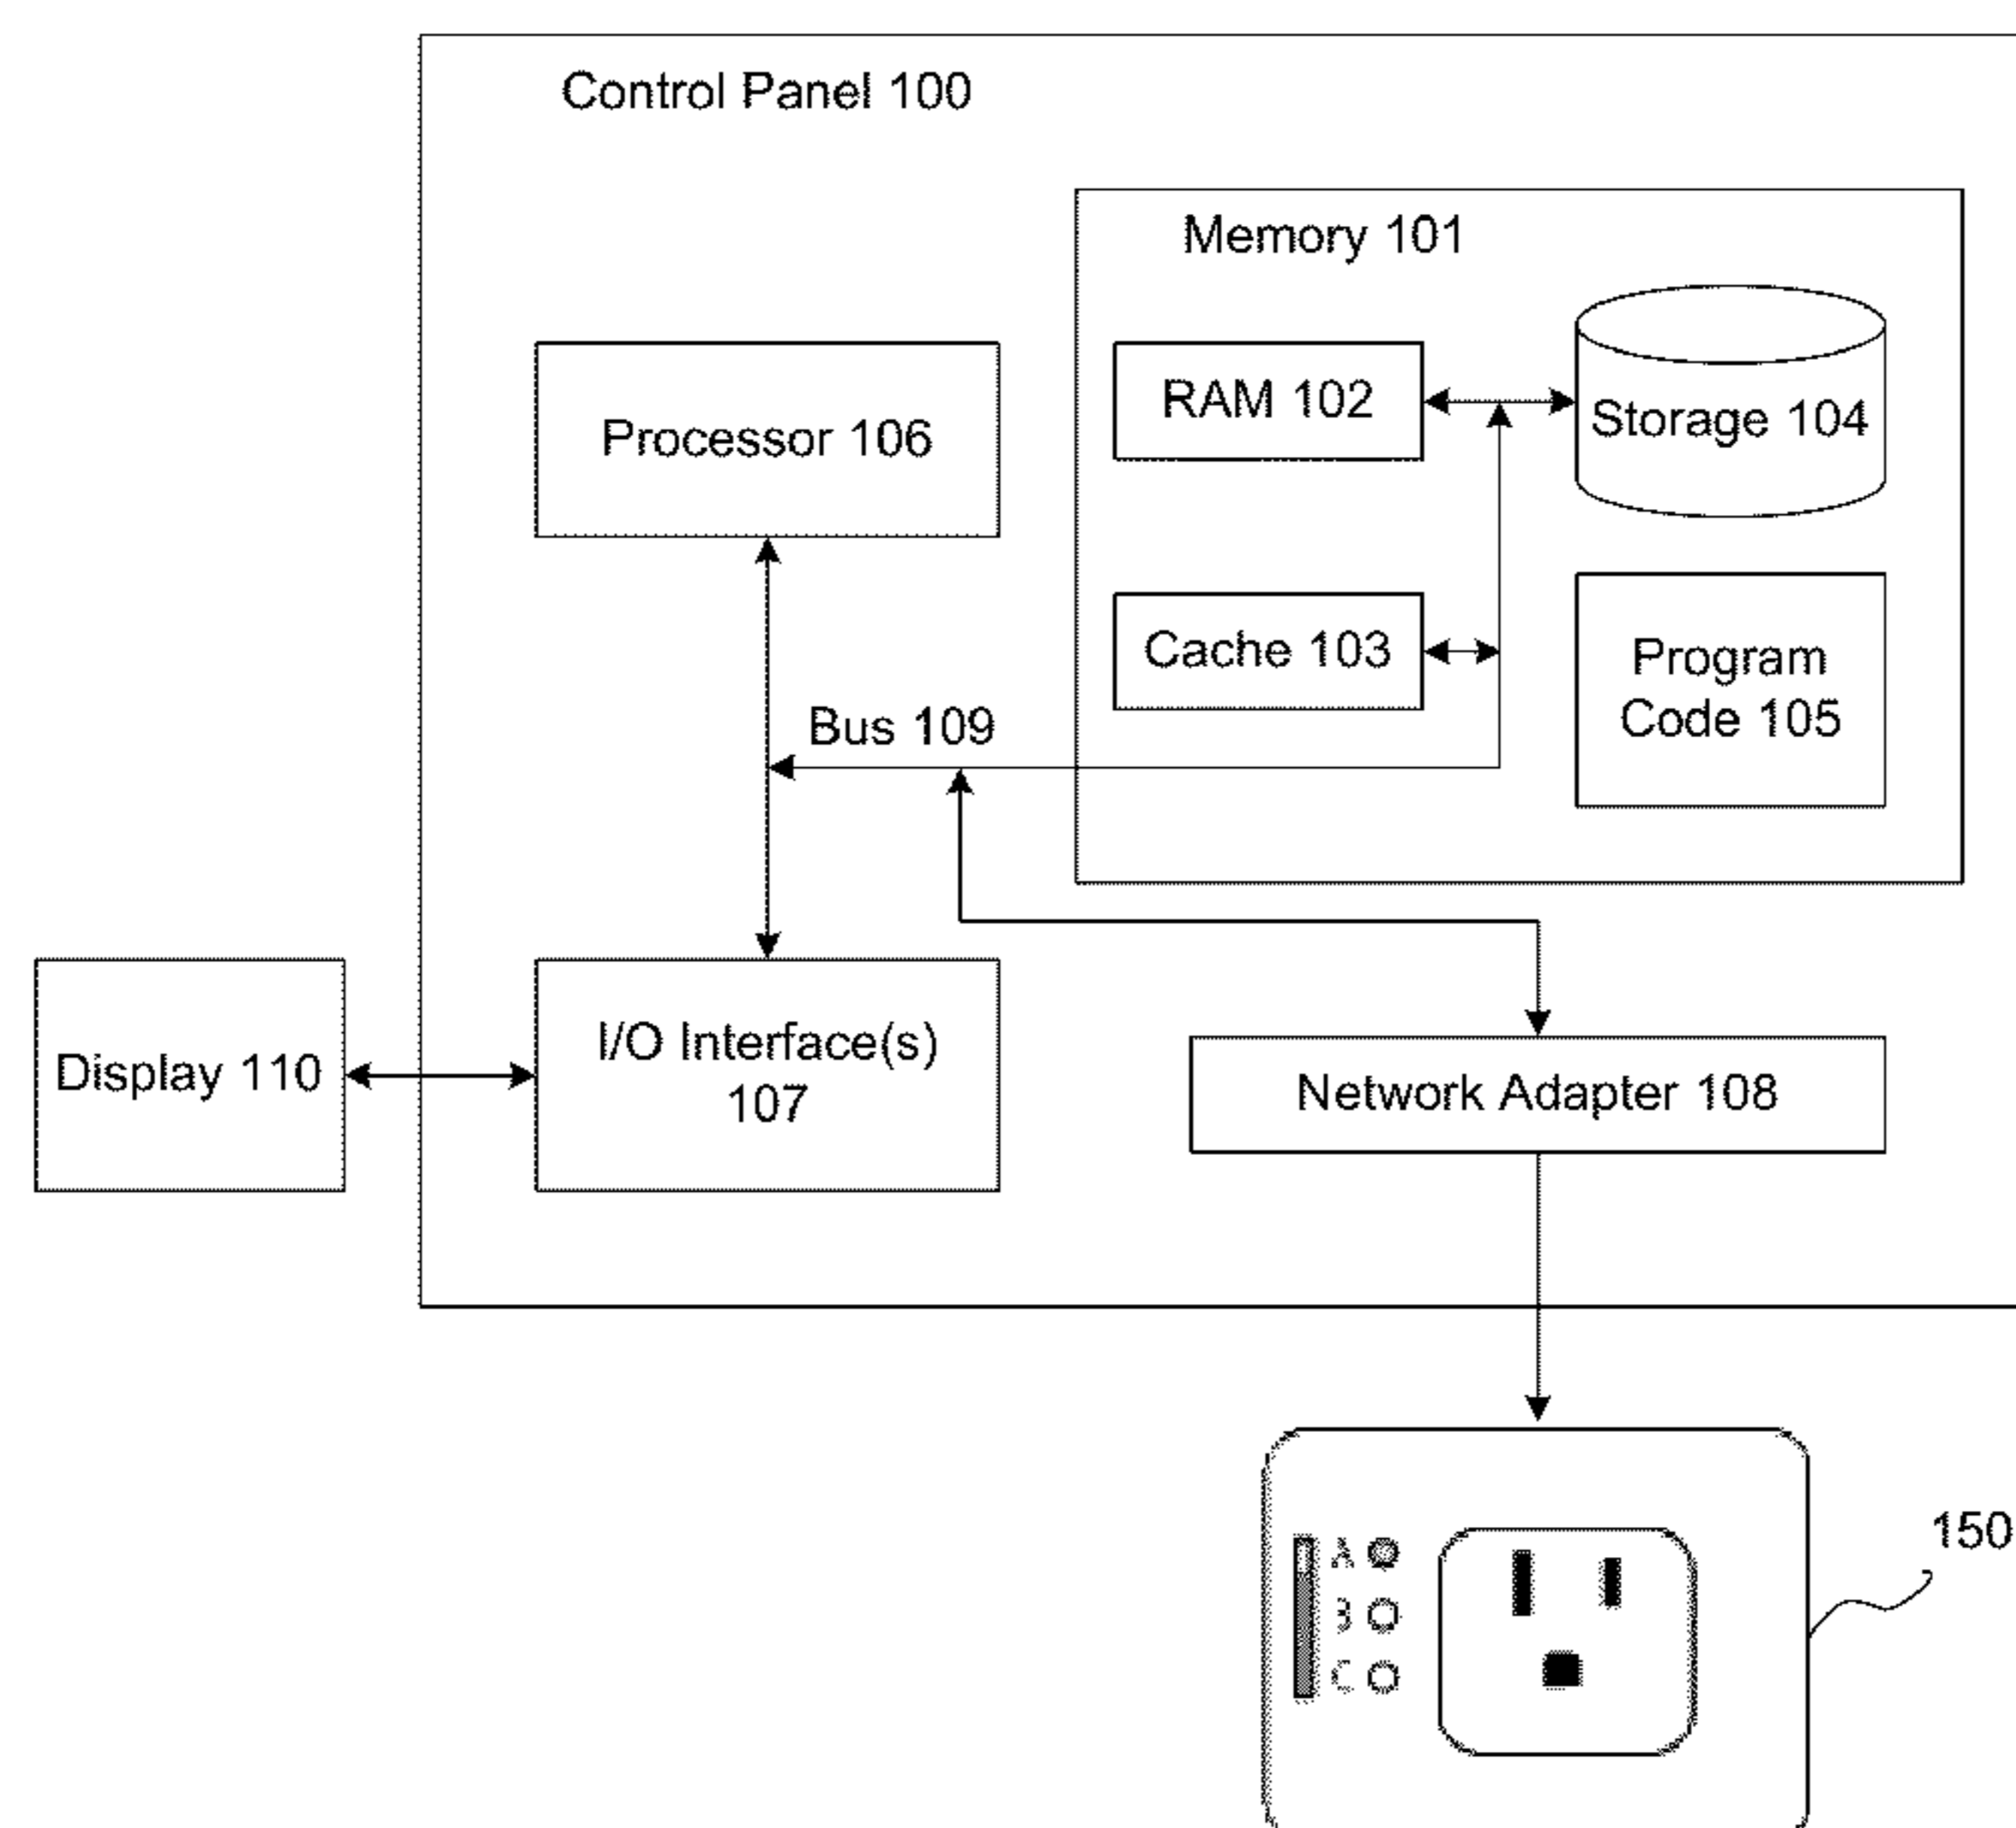 Control Panel 100
Memory 101
RAM 102
Storage 104
Processor 106
Cache 103
Program
Code 105
Bus 109
I/O Interface(s)
107
Display 110
Network Adapter 108
150
A
B
C